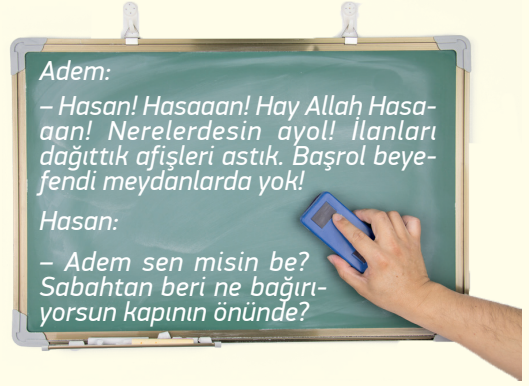 Adem:
– Hasan! Hasaaan! Hay Allah Hasa-
aan! Nerelerdesin ayol! İlanları
dağıttık afişleri astık. Başrol beye-
fendi meydanlarda yok!
Hasan:
– Adem sen misin be?
Sabahtan beri ne bağırı-
yorsun kapının önünde?